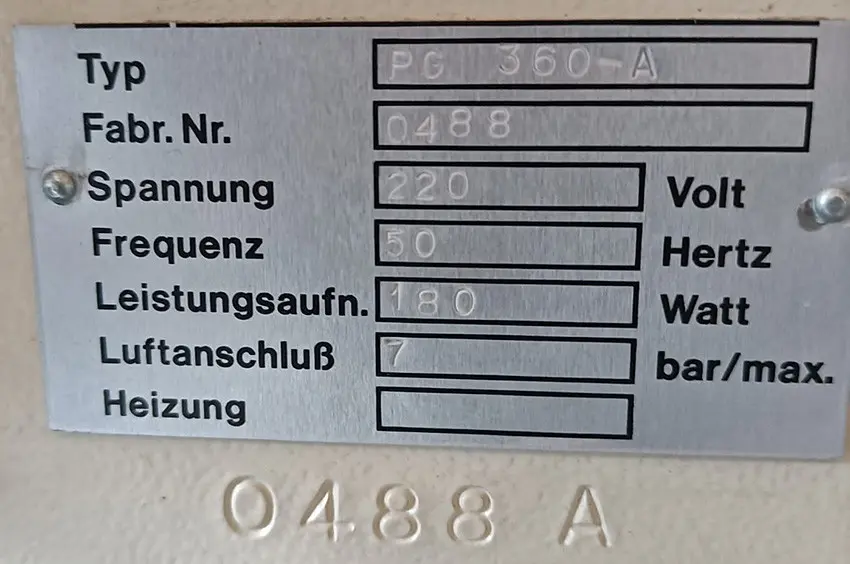 Typ PG 360-A
Fabr. Nr. 0488
Spannung 220 Volt
Frequenz 50 Hertz
Leistungsaufn. 180 Watt
Luftanschluß 7 bar/max.
Heizung
0488 A